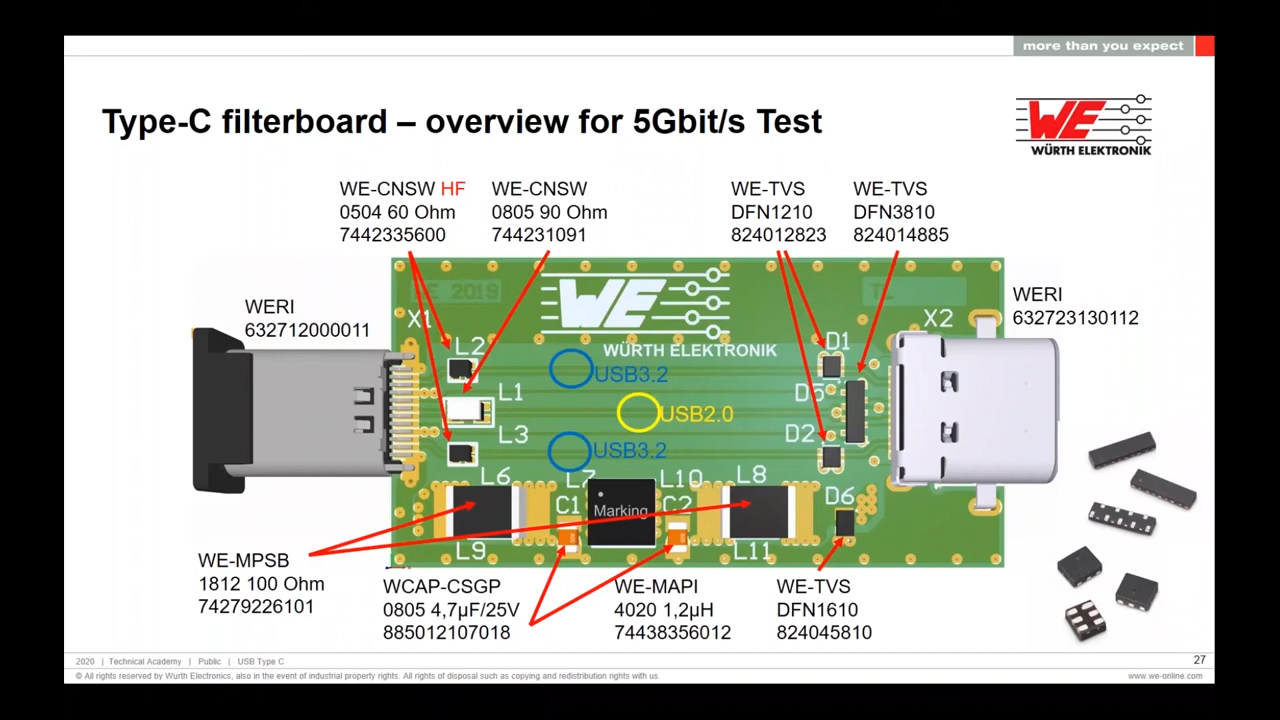 more than you expect
Type-C filterboard – overview for 5Gbit/s Test
WE
WÜRTH ELEKTRONIK
WE-CNSW HF
0504 60 Ohm
7442335600
WE-CNSW
0805 90 Ohm
744231091
WE-TVS
DFN1210
824012823
WE-TVS
DFN3810
824014885
WERI
632712000011
WERI
632723130112
WE 2019
WE
WÜRTH ELEKTRONIK
X1
X2
L2
D1
USB3.2
L1
D5
USB2.0
L3
D2
USB3.2
L6
L7
L10
L8
C1
Marking
C2
D6
L9
L11
WE-MPSB
1812 100 Ohm
74279226101
WCAP-CSGP
0805 4,7µF/25V
885012107018
WE-MAPI
4020 1,2µH
74438356012
WE-TVS
DFN1610
824045810
2020 | Technical Academy | Public | USB Type C
27
© All rights reserved by Wurth Electronics, also in the event of industrial property rights. All rights of disposal such as copying and redistribution rights with us.
www.we-online.com